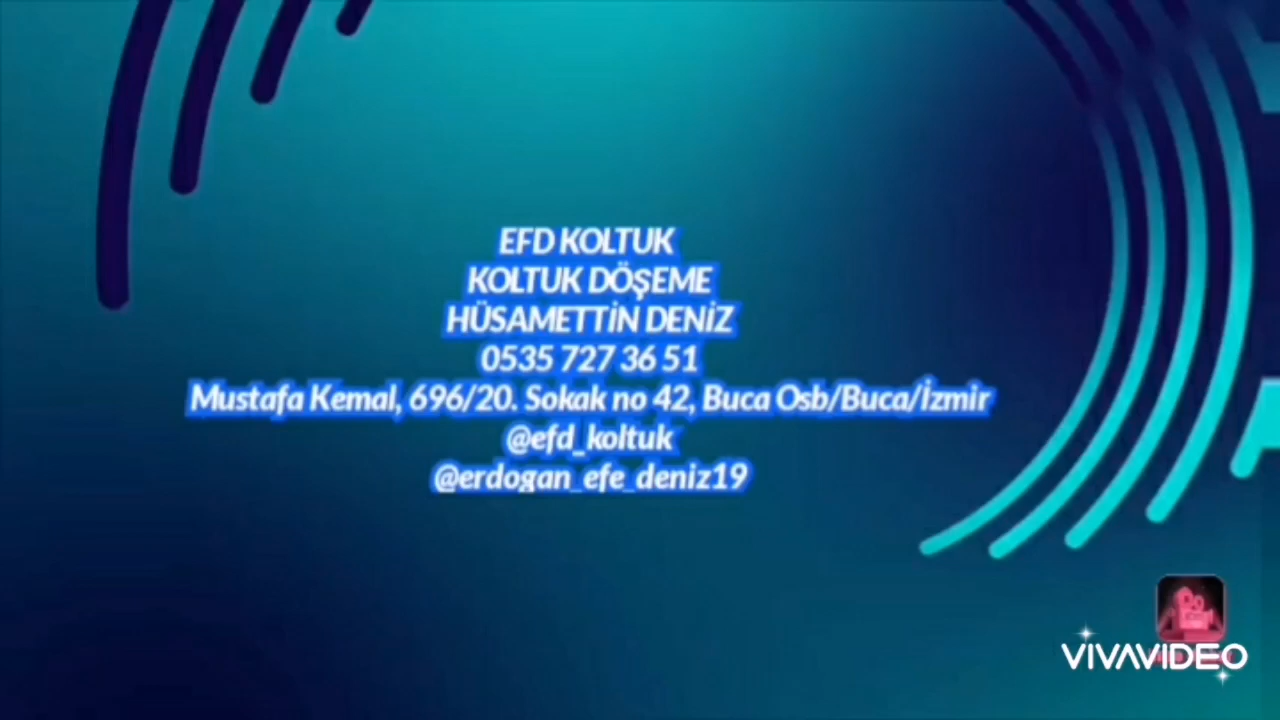 EFD KOLTUK
KOLTUK DÖŞEME
HÜSAMETTİN DENİZ
0535 727 36 51
Mustafa Kemal, 696/20. Sokak no 42, Buca Osb/Buca/İzmir
@efd_koltuk
@erdogan_efe_deniz19
VIVAVIDEO